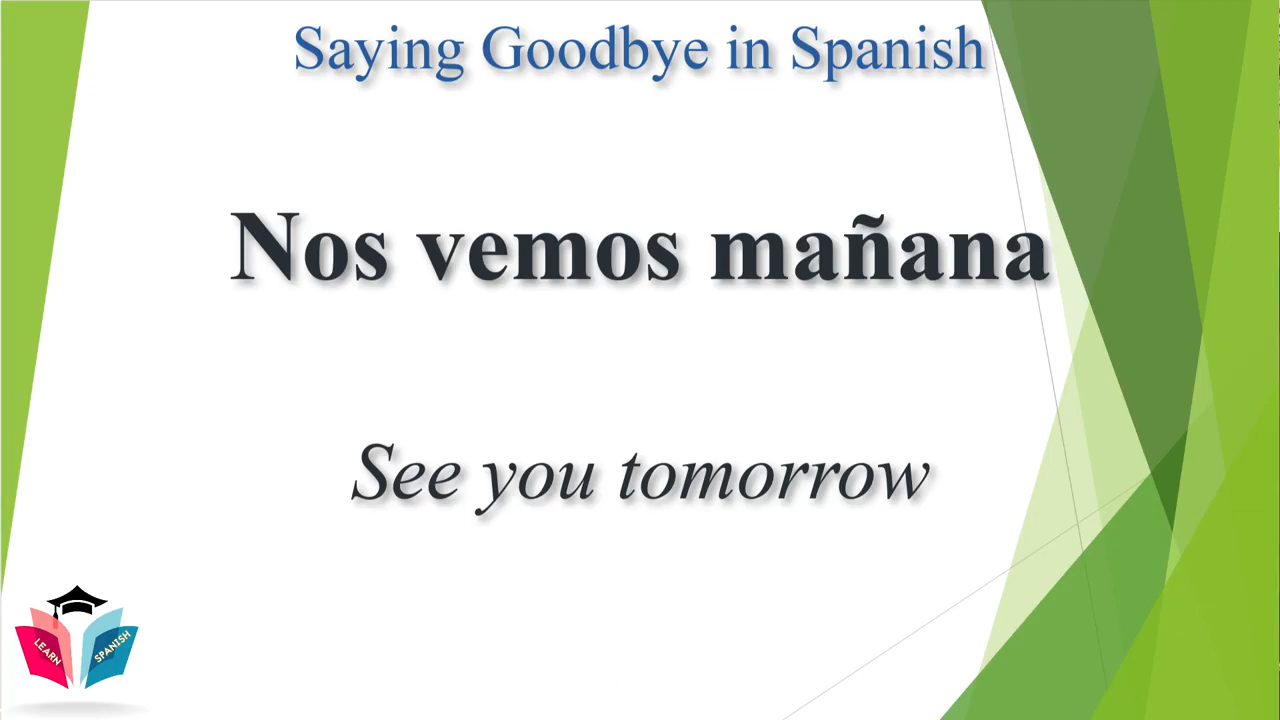 Saying Goodbye in Spanish
Nos vemos mañana
See you tomorrow
LEARN
SPANISH